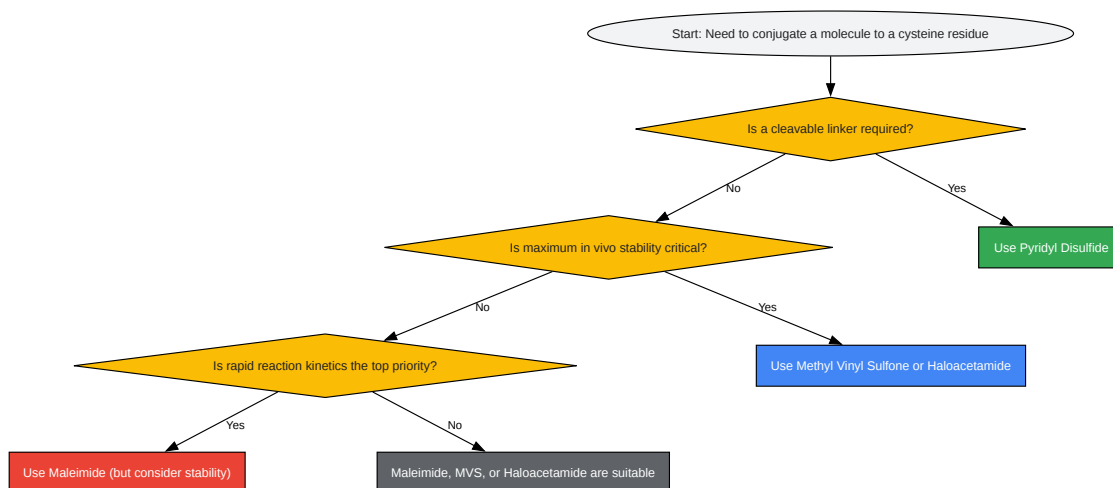 Start: Need to conjugate a molecule to a cysteine residue
Is a cleavable linker required?
No
Yes
Use Pyridyl Disulfide
Is maximum in vivo stability critical?
No
Yes
Use Methyl Vinyl Sulfone or Haloacetamide
Is rapid reaction kinetics the top priority?
Yes
No
Use Maleimide (but consider stability)
Maleimide, MVS, or Haloacetamide are suitable